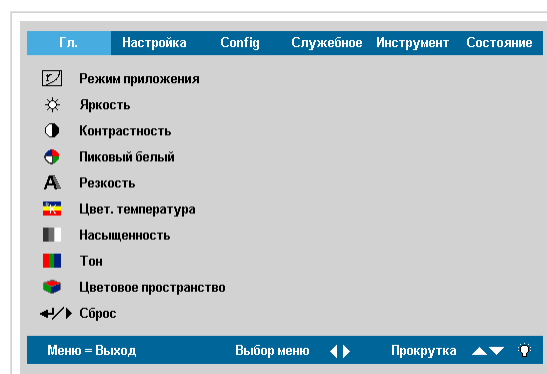 Гл. Настройка Config Служебное Инструмент Состояние
Режим приложения
Яркость
Контрастность
Пиковый белый
Резкость
°K Цвет. температура
Насыщенность
Тон
Цветовое пространство
Сброс
Меню = Выход Выбор меню Прокрутка